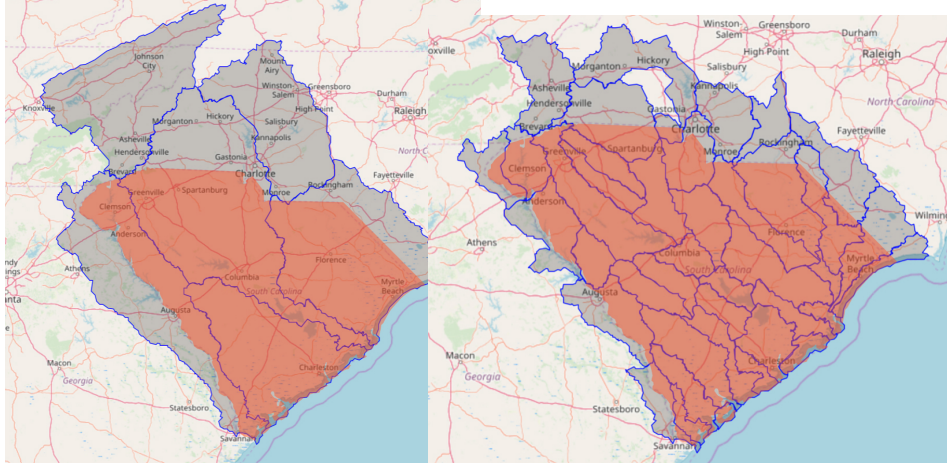 Johnson
City
Knoxville
Mount
Airy
Winston-
Salem
Greensboro
High Point
Durham
Raleigh
Morganton
Hickory
Salisbury
Kannapolis
Asheville
Hendersonville
Gastonia
Charlotte
North C
Brevard
Monroe
Rockingham
Fayetteville
Greenville
Spartanburg
Clemson
Anderson
Athens
Columbia
Florence
South Carolina
Myrtle
Beach
Augusta
Macon
Georgia
Charleston
Statesboro
Savannah
Winston-
Salem
Greensboro
High Point
Durham
Raleigh
oxville
Morganton
Hickory
Salisbury
Kannapolis
Asheville
Hendersonville
Gastonia
Charlotte
North Carolina
Brevard
Monroe
Rockingham
Fayetteville
Greenville
Spartanburg
Clemson
Anderson
Wilming
Athens
Columbia
Florence
South Carolina
Myrtle
Beach
Augusta
Macon
Georgia
Charleston
Statesboro
Savannah